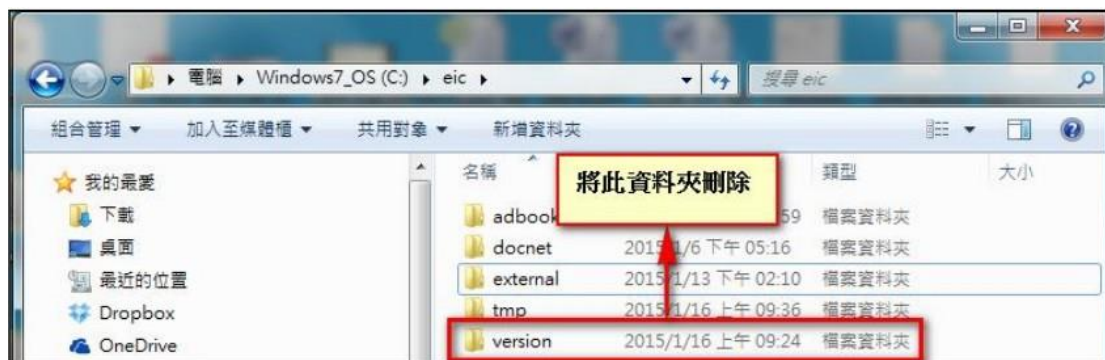 電腦 ▸ Windows7_OS (C:) ▸ eic ▸
搜尋 eic
組合管理 ▼ 加入至媒體櫃 ▼ 共用對象 ▼ 新增資料夾
我的最愛
下載
桌面
最近的位置
Dropbox
OneDrive
名稱 類型 大小
將此資料夾刪除
adbook 59 檔案資料夾
docnet 2015/1/6 下午 05:16 檔案資料夾
external 2015/1/13 下午 02:10 檔案資料夾
tmp 2015/1/16 上午 09:36 檔案資料夾
version 2015/1/16 上午 09:24 檔案資料夾